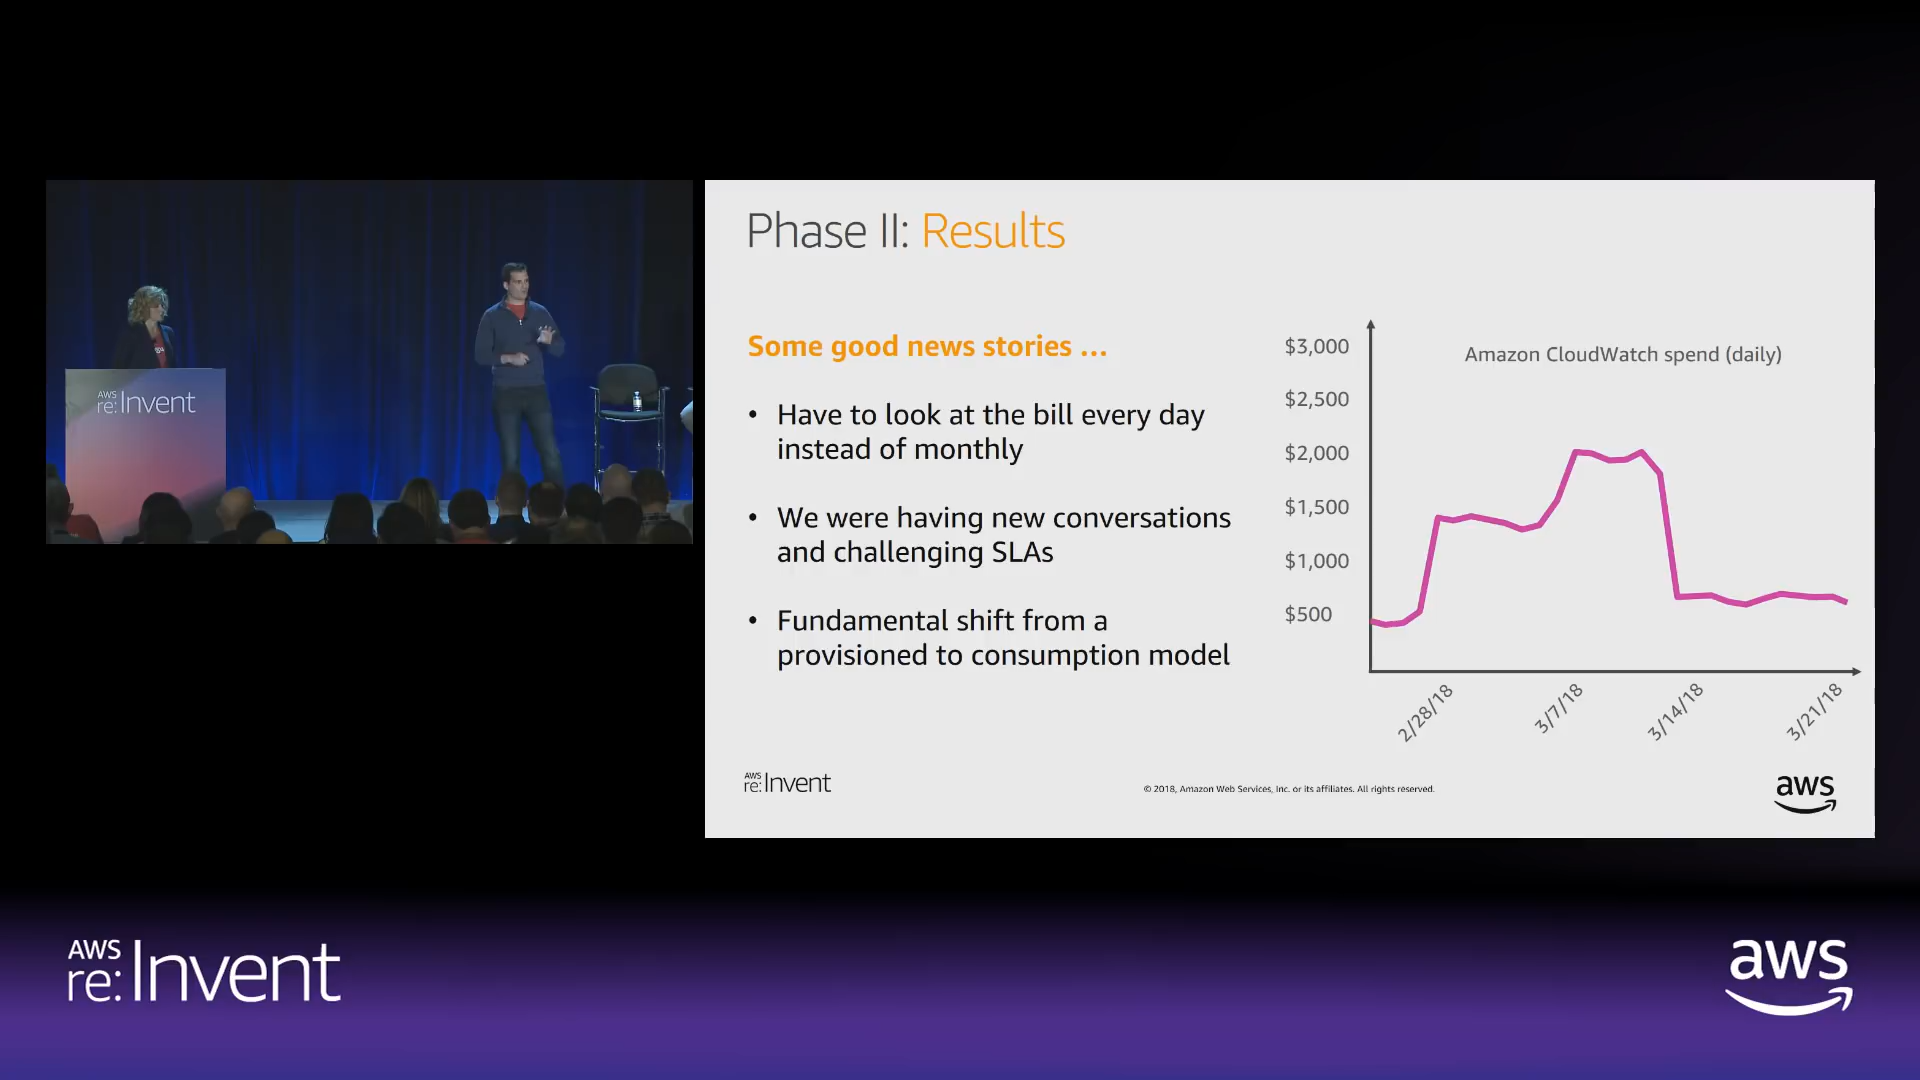 AWS
re:Invent
Phase II: Results
Some good news stories ...
• Have to look at the bill every day
instead of monthly
• We were having new conversations
and challenging SLAs
• Fundamental shift from a
provisioned to consumption model
Amazon CloudWatch spend (daily)
$3,000
$2,500
$2,000
$1,500
$1,000
$500
2/28/18
3/7/18
3/14/18
3/21/18
AWS
re:Invent
© 2018, Amazon Web Services, Inc. or its affiliates. All rights reserved.
aws
AWS
re:Invent
aws